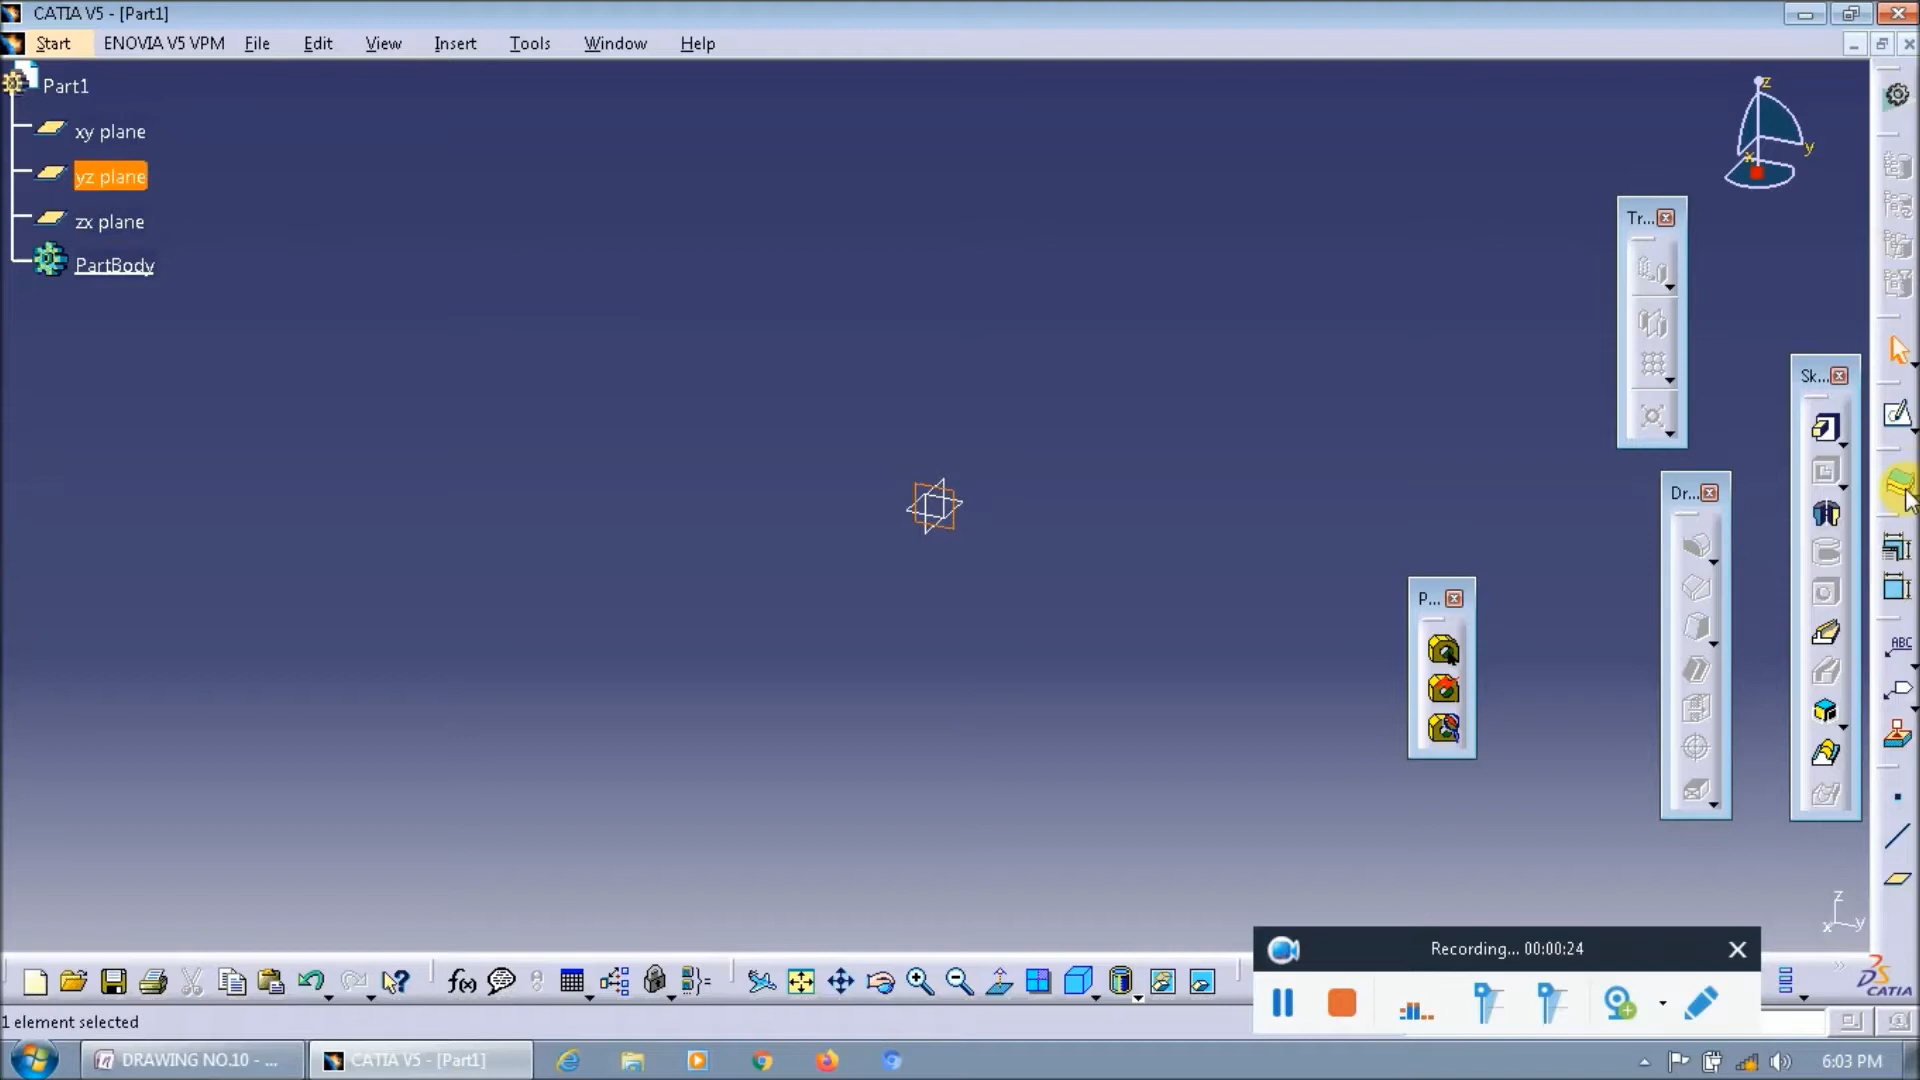 CATIA V5 - [Part1]
Start ENOVIA V5 VPM File Edit View Insert Tools Window Help
Part1
xy plane
yz plane
zx plane
PartBody
z
y
x
Tr...
Sk...
Dr...
P...
ABC
z
x y
Recording... 00:00:24
f(x)
CATIA
1 element selected
DRAWING NO.10 - ...
CATIA V5 - [Part1]
6:03 PM